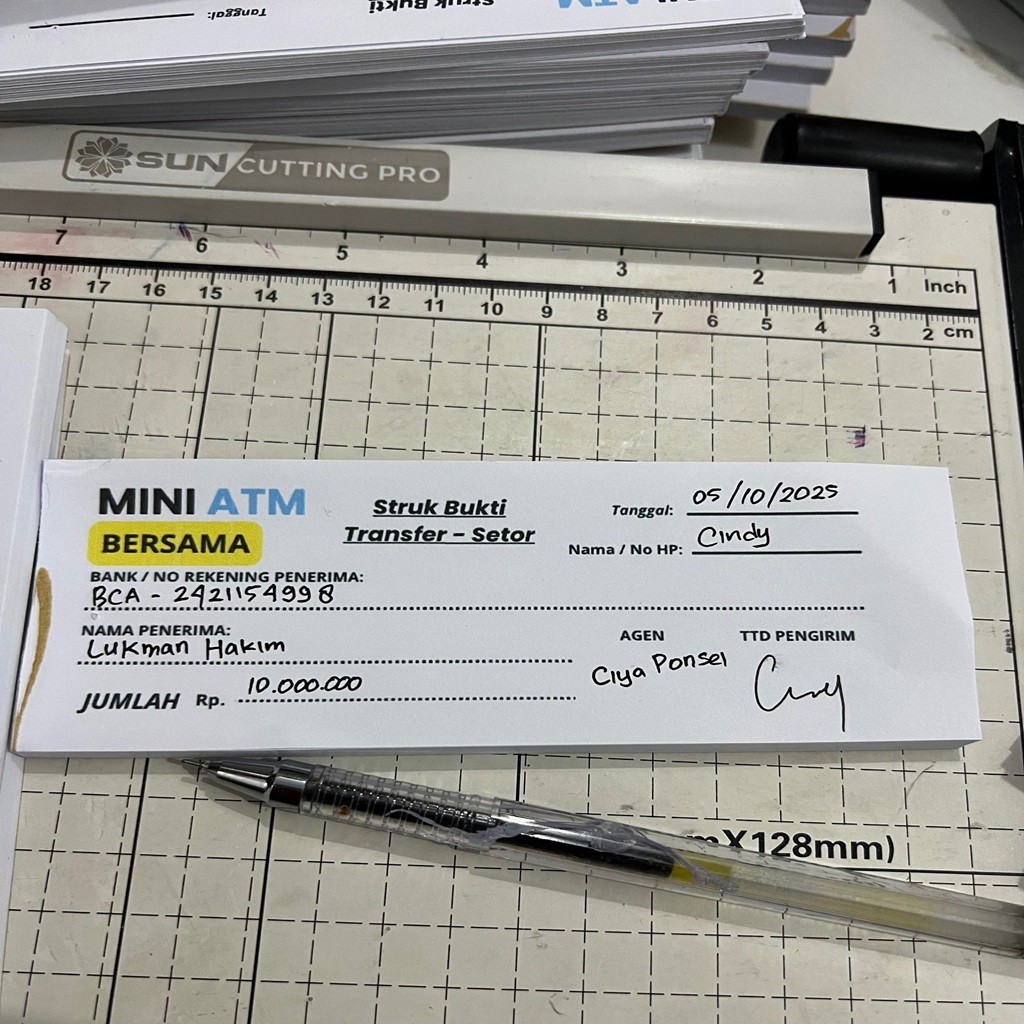 Tanggal:
Struk Bukti
MINI ATM
SUN CUTTING PRO
7 6 5 4 3 2 1 Inch
18 17 16 15 14 13 12 11 10 9 8 7 6 5 4 3 2 cm
MINI ATM
BERSAMA
Struk Bukti
Transfer – Setor
Tanggal: 05/10/2025
Nama / No HP: Cindy
BANK / NO REKENING PENERIMA:
BCA - 2421154998
NAMA PENERIMA:
Lukman Hakim
JUMLAH Rp. 10.000.000
AGEN
Ciya Ponsel
TTD PENGIRIM
X128mm)